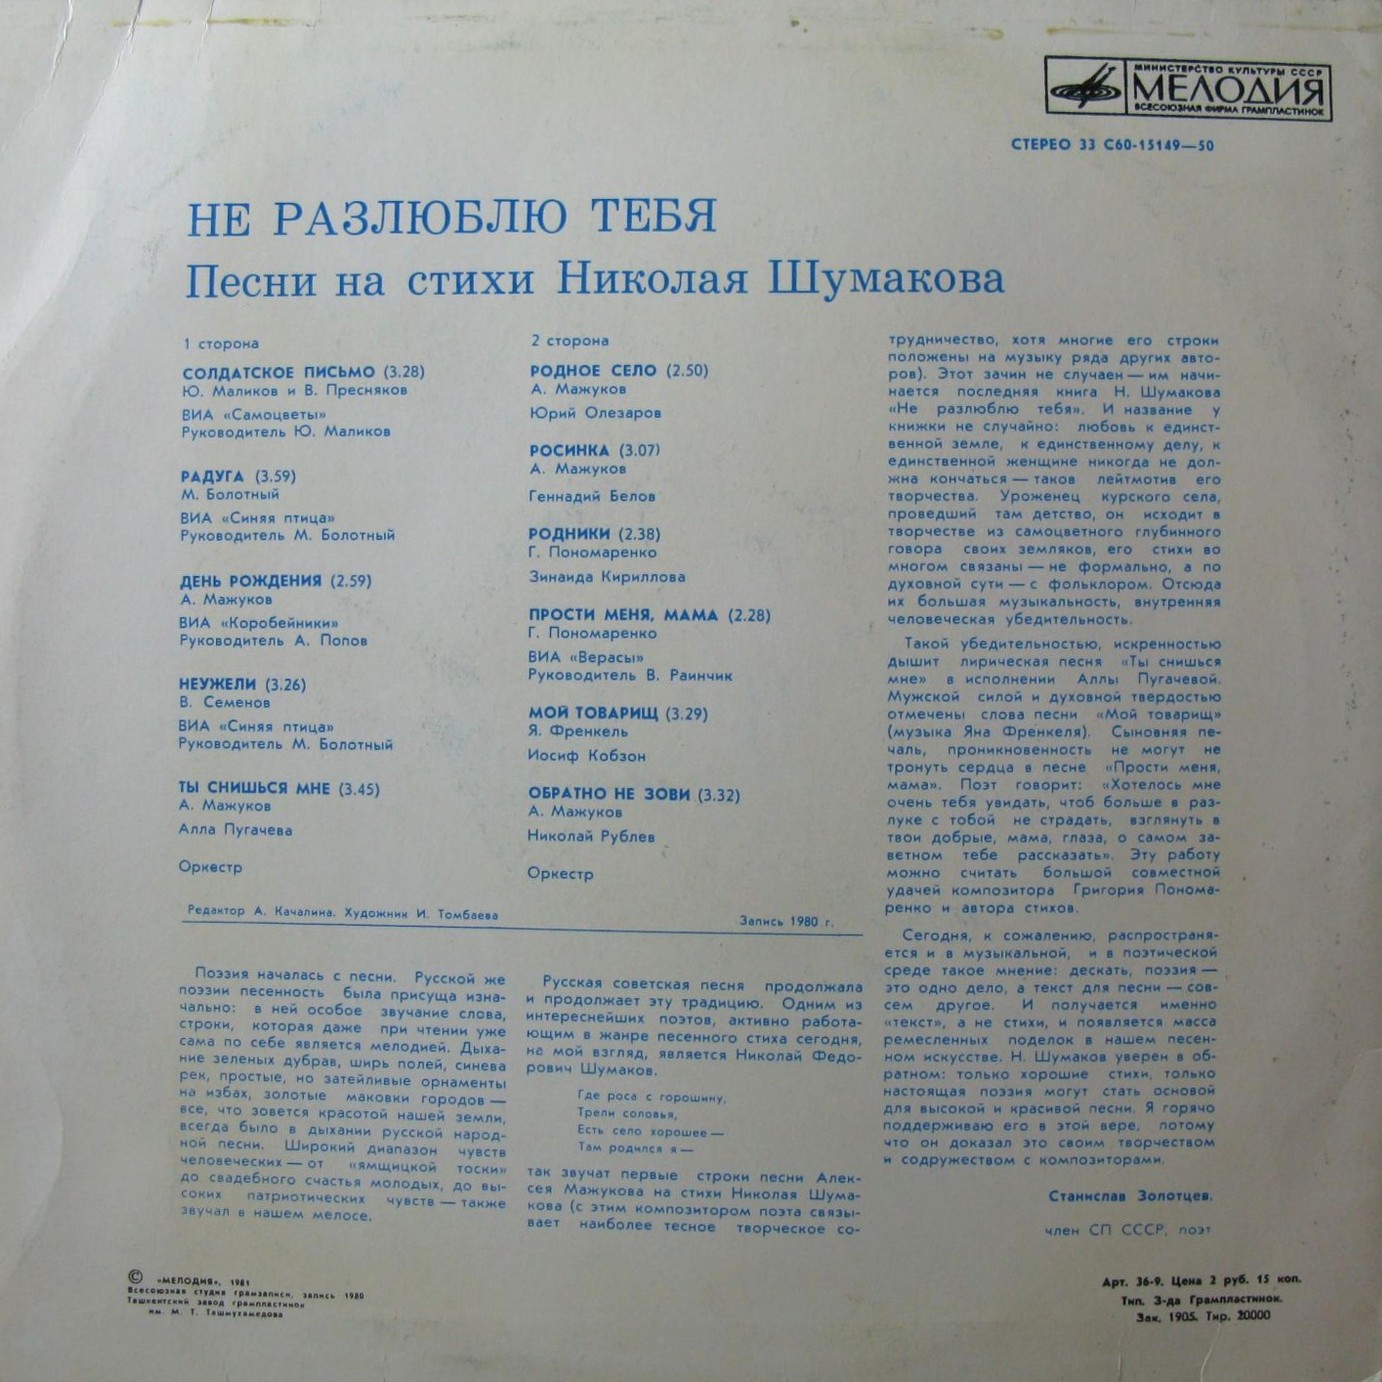 МИНИСТЕРСТВО КУЛЬТУРЫ СССР
МЕЛОДИЯ
ВСЕСОЮЗНАЯ ФИРМА ГРАМПЛАСТИНОК
СТЕРЕО 33 С60-15149—50
НЕ РАЗЛЮБЛЮ ТЕБЯ
Песни на стихи Николая Шумакова
1 сторона
СОЛДАТСКОЕ ПИСЬМО (3.28)
Ю. Маликов и В. Пресняков
ВИА «Самоцветы»
Руководитель Ю. Маликов
РАДУГА (3.59)
М. Болотный
ВИА «Синяя птица»
Руководитель М. Болотный
ДЕНЬ РОЖДЕНИЯ (2.59)
А. Мажуков
ВИА «Коробейники»
Руководитель А. Попов
НЕУЖЕЛИ (3.26)
В. Семенов
ВИА «Синяя птица»
Руководитель М. Болотный
ТЫ СНИШЬСЯ МНЕ (3.45)
А. Мажуков
Алла Пугачева
Оркестр
2 сторона
РОДНОЕ СЕЛО (2.50)
А. Мажуков
Юрий Олезаров
РОСИНКА (3.07)
А. Мажуков
Геннадий Белов
РОДНИКИ (2.38)
Г. Пономаренко
Зинаида Кириллова
ПРОСТИ МЕНЯ, МАМА (2.28)
Г. Пономаренко
ВИА «Верасы»
Руководитель В. Раинчик
МОЙ ТОВАРИЩ (3.29)
Я. Френкель
Иосиф Кобзон
ОБРАТНО НЕ ЗОВИ (3.32)
А. Мажуков
Николай Рублев
Оркестр
Редактор А. Качалина. Художник И. Томбаева
Запись 1980 г.
Поэзия началась с песни. Русской же
поэзии песенность была присуща изна-
чально: в ней особое звучание слова,
строки, которая даже при чтении уже
сама по себе является мелодией. Дыха-
ние зеленых дубрав, ширь полей, синева
рек, простые, но затейливые орнаменты
на избах, золотые маковки городов —
все, что зовется красотой нашей земли,
всегда было в дыхании русской народ-
ной песни. Широкий диапазон чувств
человеческих — от «ямщицкой тоски»
до свадебного счастья молодых, до вы-
соких патриотических чувств — также
звучал в нашем мелосе.
Русская советская песня продолжала
и продолжает эту традицию. Одним из
интереснейших поэтов, активно работа-
ющим в жанре песенного стиха сегодня,
на мой взгляд, является Николай Федо-
рович Шумаков.
Где роса с горошину,
Трели соловья,
Есть село хорошее —
Там родился я —
так звучат первые строки песни Алек-
сея Мажукова на стихи Николая Шума-
кова (с этим композитором поэта связы-
вает наиболее тесное творческое со-
трудничество, хотя многие его строки
положены на музыку ряда других авто-
ров). Этот зачин не случаен — им начи-
нается последняя книга Н. Шумакова
«Не разлюблю тебя». И название у
книжки не случайно: любовь к единст-
венной земле, к единственному делу, к
единственной женщине никогда не дол-
жна кончаться — таков лейтмотив его
творчества. Уроженец курского села,
проведший там детство, он исходит в
творчестве из самоцветного глубинного
говора своих земляков, его стихи во
многом связаны — не формально, а по
духовной сути — с фольклором. Отсюда
их большая музыкальность, внутренняя
человеческая убедительность.
Такой убедительностью, искренностью
дышит лирическая песня «Ты снишься
мне» в исполнении Аллы Пугачевой.
Мужской силой и духовной твердостью
отмечены слова песни «Мой товарищ»
(музыка Яна Френкеля). Сыновняя пе-
чаль, проникновенность не могут не
тронуть сердца в песне «Прости меня,
мама». Поэт говорит: «Хотелось мне
очень тебя увидать, чтоб больше в раз-
луке с тобой не страдать, взглянуть в
твои добрые, мама, глаза, о самом за-
ветном тебе рассказать». Эту работу
можно считать большой совместной
удачей композитора Григория Понома-
ренко и автора стихов.
Сегодня, к сожалению, распространя-
ется и в музыкальной, и в поэтической
среде такое мнение: дескать, поэзия —
это одно дело, а текст для песни — сов-
сем другое. И получается именно
«текст», а не стихи, и появляется масса
ремесленных поделок в нашем песен-
ном искусстве. Н. Шумаков уверен в об-
ратном: только хорошие стихи, только
настоящая поэзия могут стать основой
для высокой и красивой песни. Я горячо
поддерживаю его в этой вере, потому
что он доказал это своим творчеством
и содружеством с композиторами.
Станислав Золотцев,
член СП СССР, поэт
© «МЕЛОДИЯ», 1981
Всесоюзная студия грамзаписи, запись 1980
Ташкентский завод грампластинок
им. М. Т. Ташмухамедова
Арт. 36-9. Цена 2 руб. 15 коп.
Тип. З-да Грампластинок.
Зак. 1905. Тир. 20000